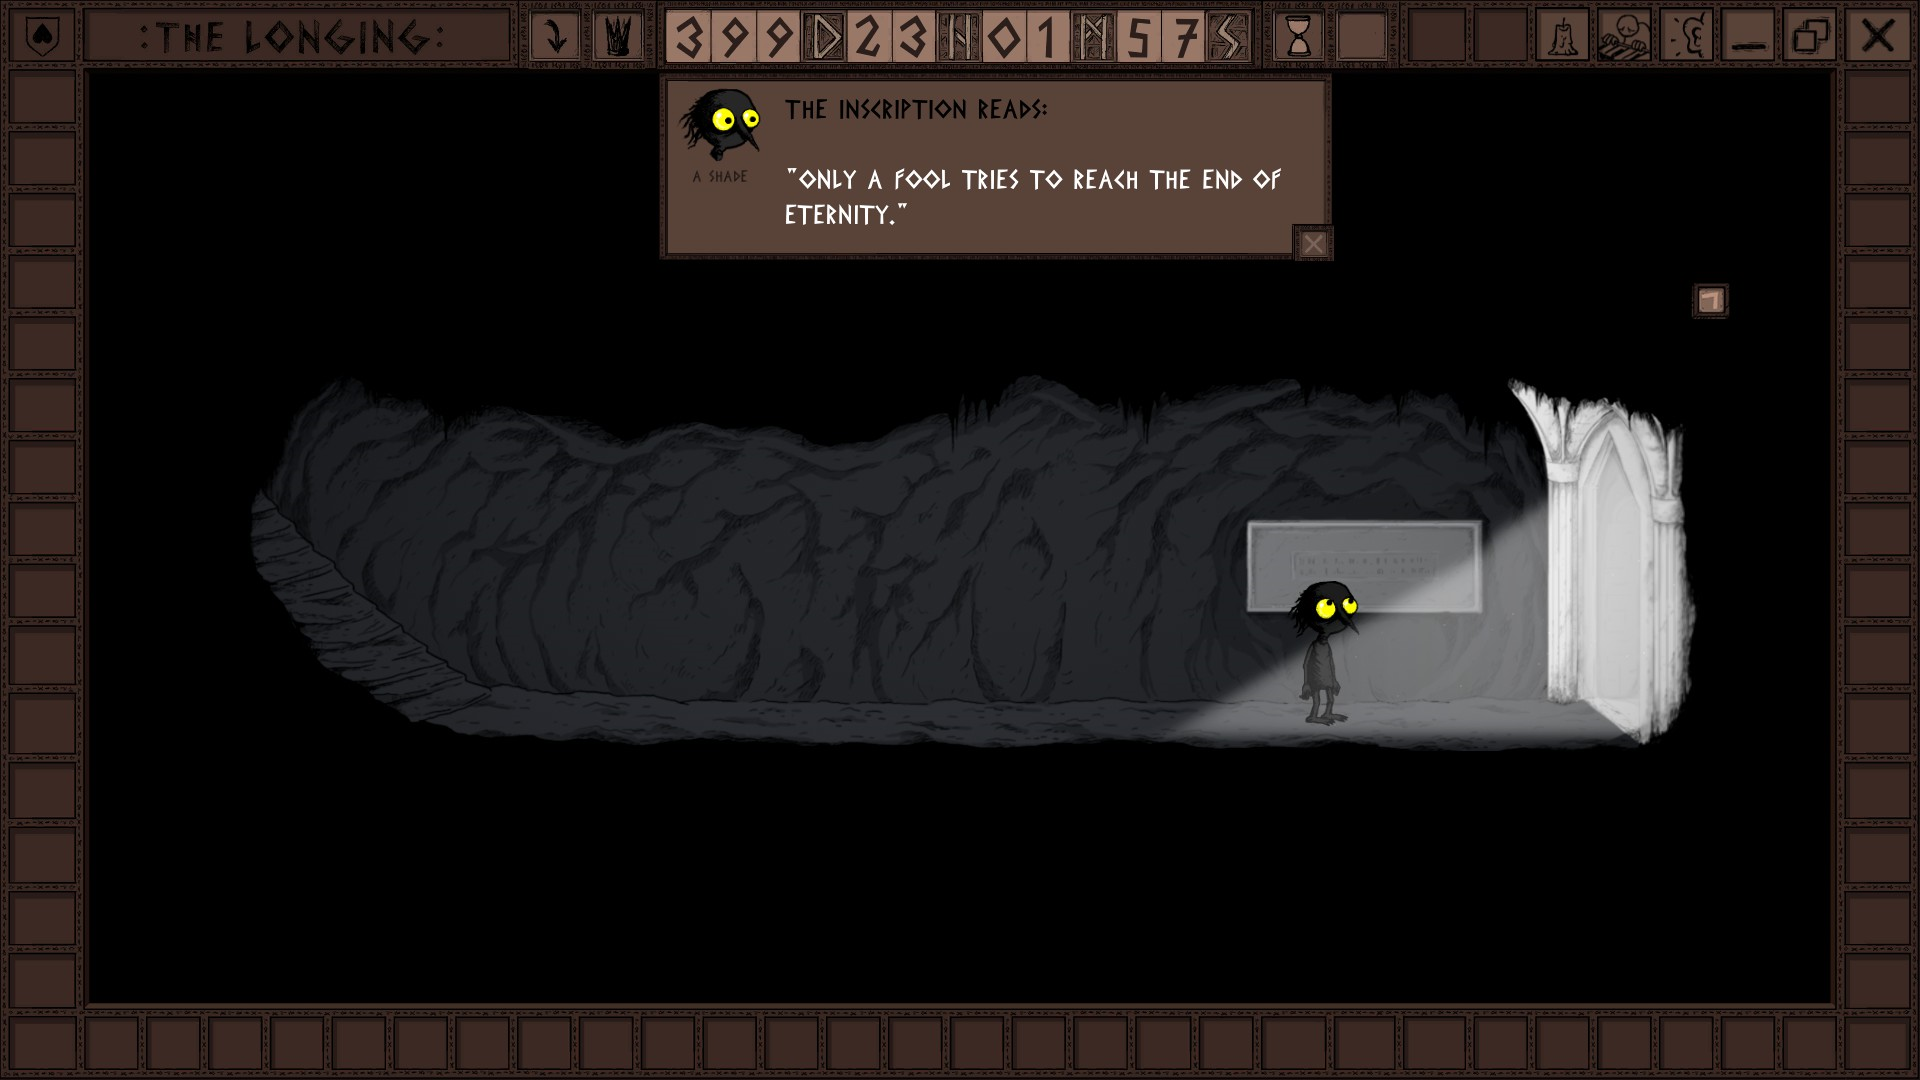 :THE LONGING:
399D23H01M57S
THE INSCRIPTION READS:
"ONLY A FOOL TRIES TO REACH THE END OF
ETERNITY."
A SHADE